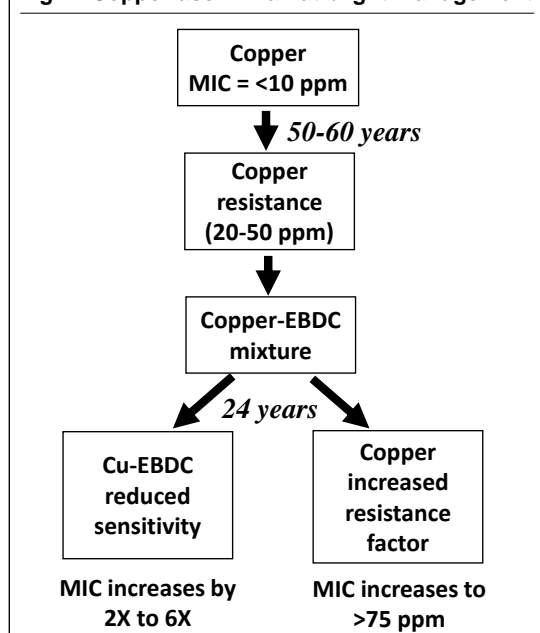 Copper
MIC = <10 ppm
50-60 years
Copper
resistance
(20-50 ppm)
Copper-EBDC
mixture
24 years
Cu-EBDC
reduced
sensitivity
Copper
increased
resistance
factor
MIC increases by
2X to 6X
MIC increases to
>75 ppm